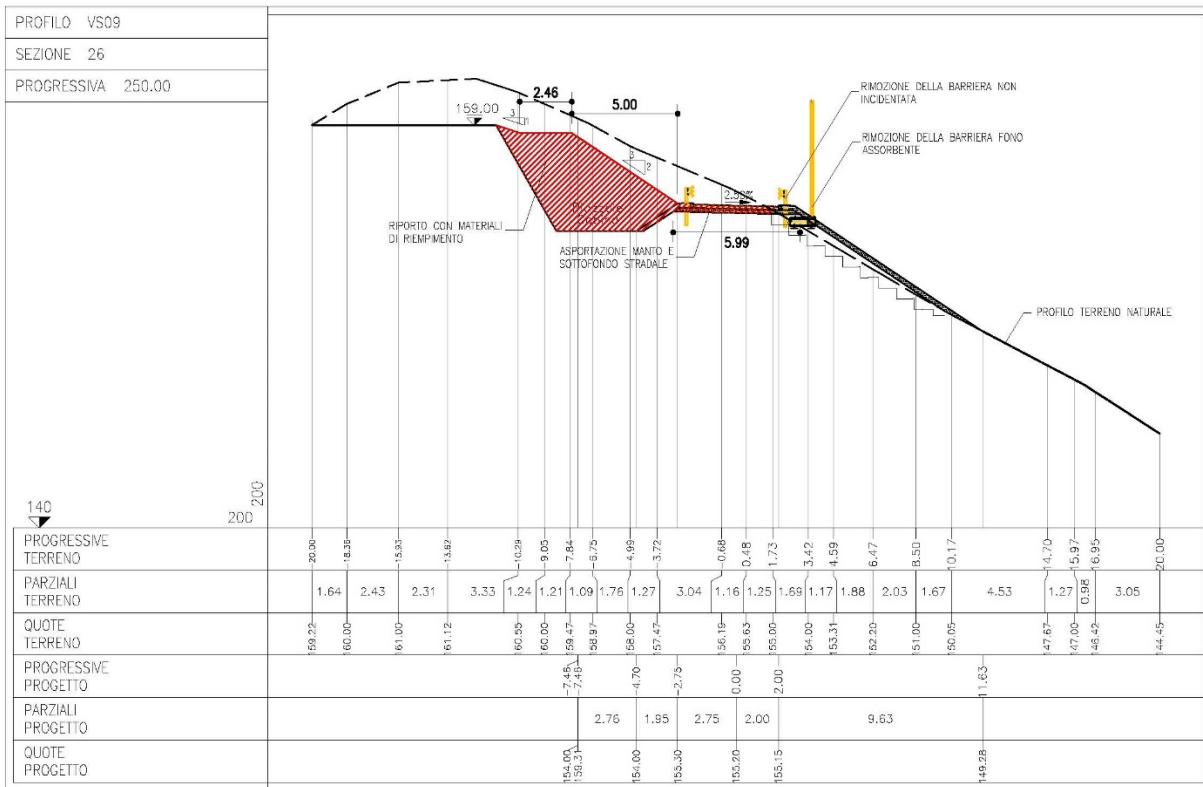 PROFILO VS09
SEZIONE 26
PROGRESSIVA 250.00
2.46
5.00
159.00
3
1
3
2
RIMOZIONE DELLA BARRIERA NON
INCIDENTATA
RIMOZIONE DELLA BARRIERA FONO
ASSORBENTE
2.50%
RIPORTO CON MATERIALI
DI RIEMPIMENTO
ASPORTAZIONE MANTO E
SOTTOFONDO STRADALE
5.99
PROFILO TERRENO NATURALE
140
200
200
PROGRESSIVE
TERRENO
-20.00 -18.36 -15.93 -13.62 -10.29 -9.05 -7.84 -6.75 -4.99 -3.72 -0.68 0.48 1.73 3.42 4.59 6.47 8.50 10.17 14.70 15.97 16.95 20.00
PARZIALI
TERRENO
1.64 2.43 2.31 3.33 1.24 1.21 1.09 1.76 1.27 3.04 1.16 1.25 1.69 1.17 1.88 2.03 1.67 4.53 1.27 0.98 3.05
QUOTE
TERRENO
159.22 160.00 161.00 161.12 160.55 160.00 159.47 158.97 158.00 157.47 156.19 155.63 155.00 154.00 153.31 152.20 151.00 150.05 147.67 147.00 146.42 144.45
PROGRESSIVE
PROGETTO
-7.46 -7.46 -4.70 -2.75 0.00 2.00 11.63
PARZIALI
PROGETTO
2.76 1.95 2.75 2.00 9.63
QUOTE
PROGETTO
154.00 159.31 154.00 155.30 155.20 155.15 149.28